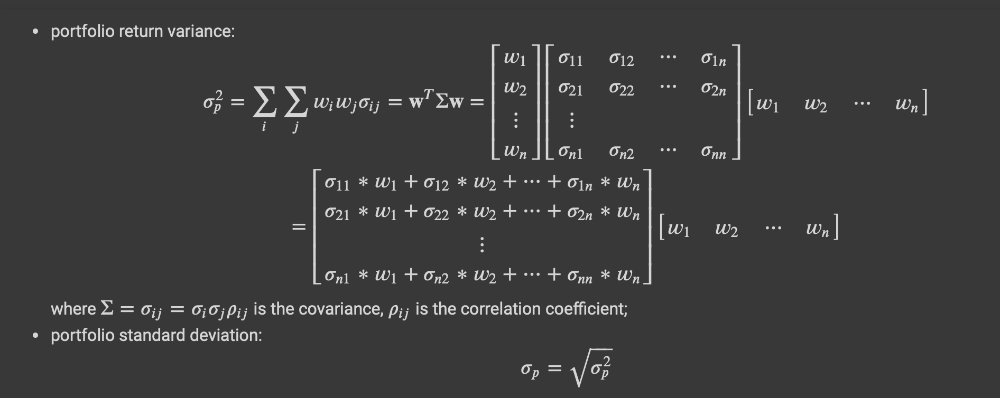 • portfolio return variance:
$$\sigma_p^2 = \sum_i \sum_j w_i w_j \sigma_{ij} = \mathbf{w}^T \Sigma \mathbf{w} = \begin{bmatrix} w_1 \\ w_2 \\ \vdots \\ w_n \end{bmatrix} \begin{bmatrix} \sigma_{11} & \sigma_{12} & \cdots & \sigma_{1n} \\ \sigma_{21} & \sigma_{22} & \cdots & \sigma_{2n} \\ \vdots \\ \sigma_{n1} & \sigma_{n2} & \cdots & \sigma_{nn} \end{bmatrix} \begin{bmatrix} w_1 & w_2 & \cdots & w_n \end{bmatrix}$$
$$= \begin{bmatrix} \sigma_{11} * w_1 + \sigma_{12} * w_2 + \cdots + \sigma_{1n} * w_n \\ \sigma_{21} * w_1 + \sigma_{22} * w_2 + \cdots + \sigma_{2n} * w_n \\ \vdots \\ \sigma_{n1} * w_1 + \sigma_{n2} * w_2 + \cdots + \sigma_{nn} * w_n \end{bmatrix} \begin{bmatrix} w_1 & w_2 & \cdots & w_n \end{bmatrix}$$
where $\Sigma = \sigma_{ij} = \sigma_i \sigma_j \rho_{ij}$ is the covariance, $\rho_{ij}$ is the correlation coefficient;
• portfolio standard deviation:
$$\sigma_p = \sqrt{\sigma_p^2}$$